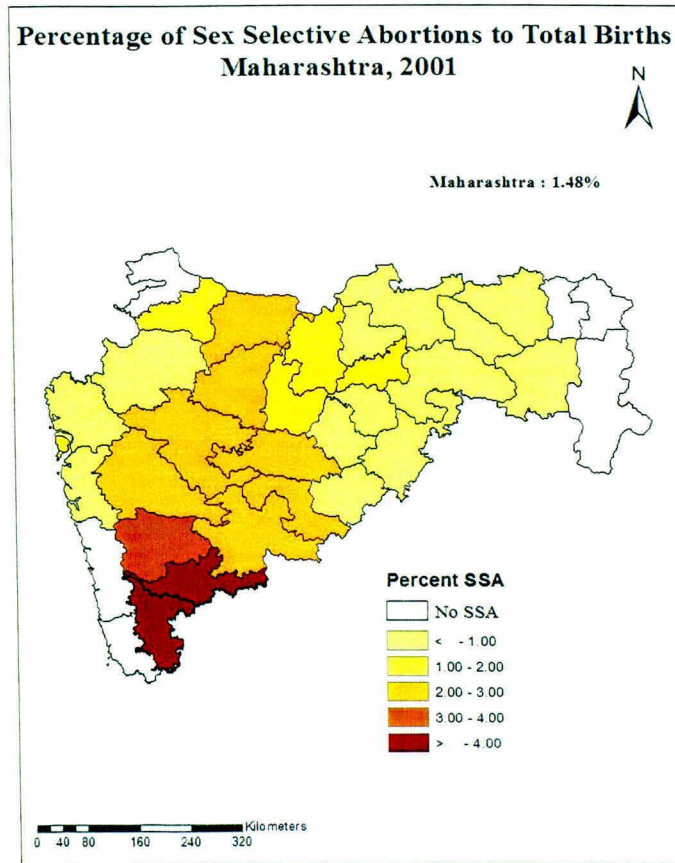 Percentage of Sex Selective Abortions to Total Births
Maharashtra, 2001
N
Maharashtra : 1.48%
Percent SSA
No SSA
< - 1.00
1.00 - 2.00
2.00 - 3.00
3.00 - 4.00
> - 4.00
Kilometers
0 40 80 160 240 320